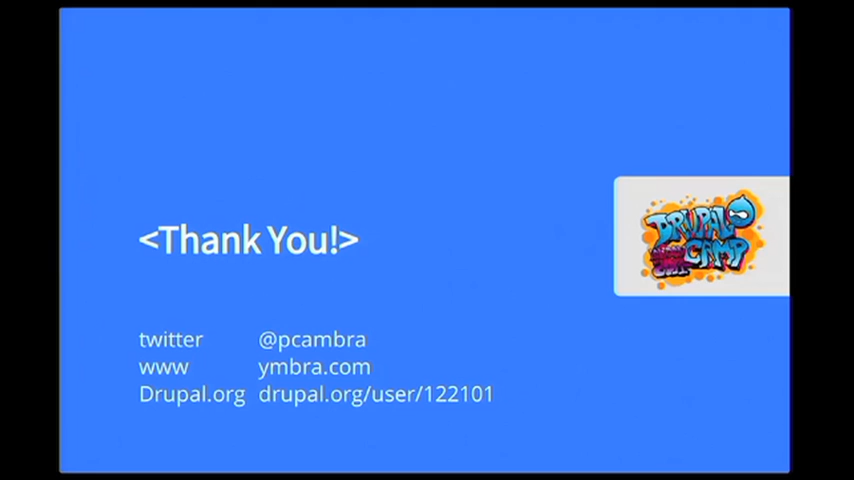 <Thank You!>
DRUPAL
CAMP
twitter @pcambra
www ymbra.com
Drupal.org drupal.org/user/122101